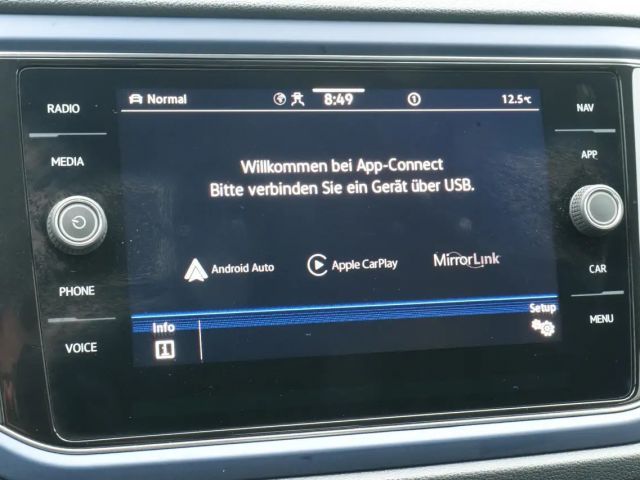 RADIO
MEDIA
PHONE
VOICE
Normal 8:49 1 12.5°C
Willkommen bei App-Connect
Bitte verbinden Sie ein Gerät über USB.
Android Auto Apple CarPlay MirrorLink
Info
Setup
NAV
APP
CAR
MENU